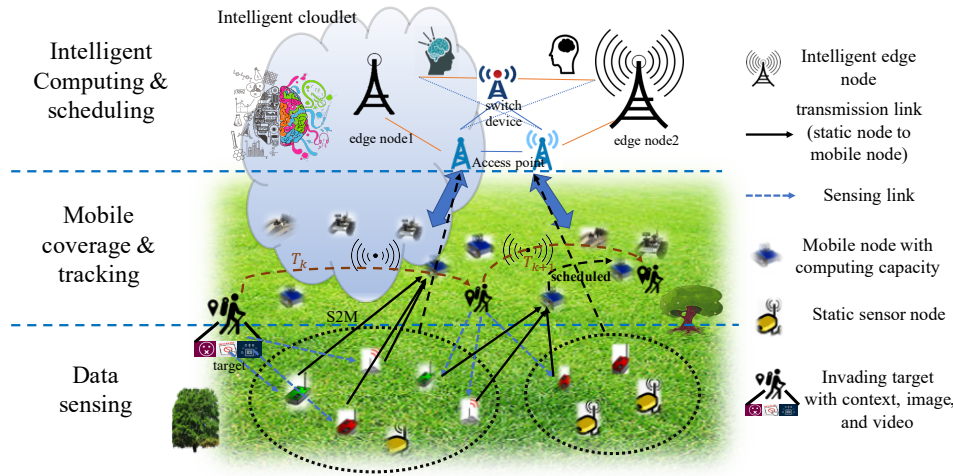 Intelligent cloudlet
Intelligent
Computing &
scheduling
switch
device
edge node1
edge node2
Access point
Intelligent edge
node
transmission link
(static node to
mobile node)
Sensing link
Mobile
coverage &
tracking
T_k
scheduled
Mobile node with
computing capacity
S2M
Static sensor node
target
Data
sensing
Invading target
with context, image,
and video